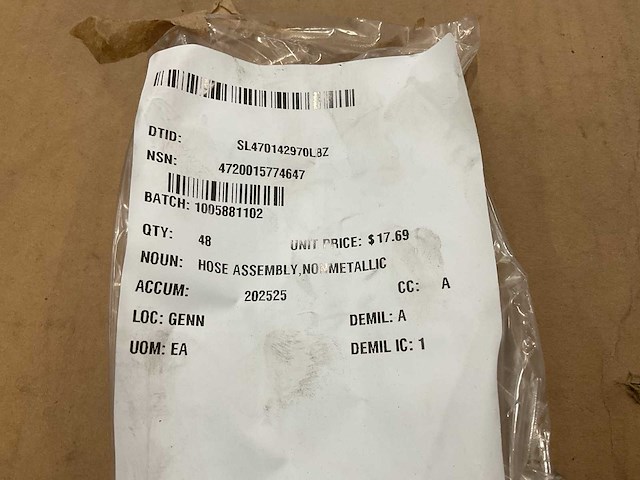 DTID: SL470142970L8Z
NSN: 4720015774647
BATCH: 1005881102
QTY: 48 UNIT PRICE: $17.69
NOUN: HOSE ASSEMBLY,NONMETALLIC
ACCUM: 202525 CC: A
LOC: GENN DEMIL: A
UOM: EA DEMIL IC: 1